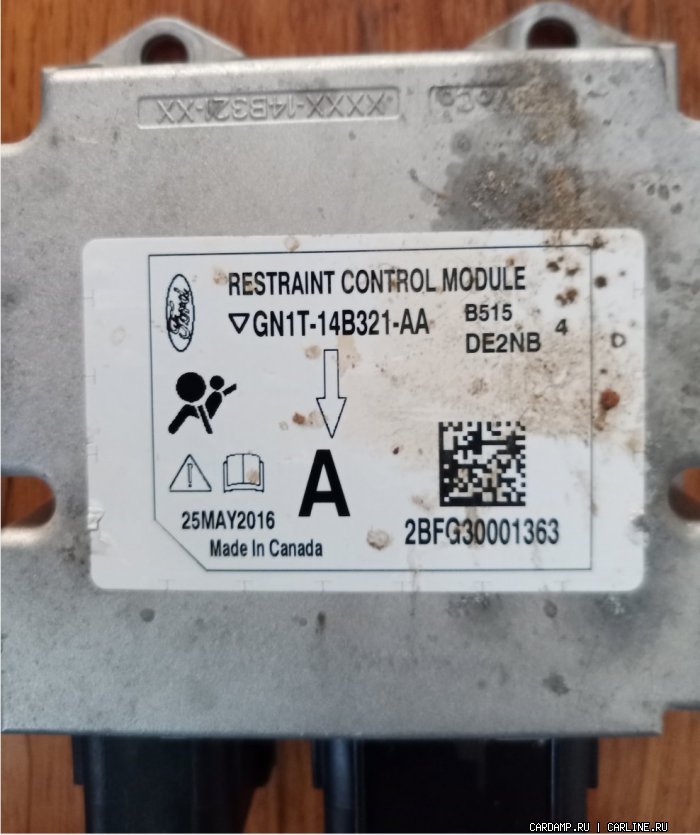 XXXX-14B321-XX
Ford
RESTRAINT CONTROL MODULE
GN1T-14B321-AA
B515
DE2NB
4
D
A
25MAY2016
Made In Canada
2BFG30001363
CARDAMP.RU | CARLINE.RU